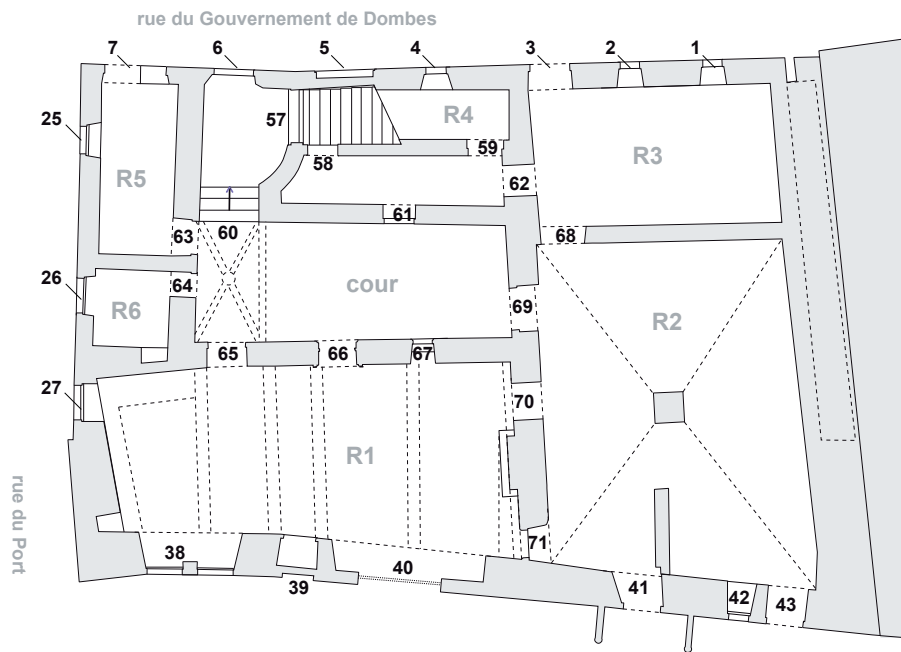 rue du Gouvernement de Dombes
7 6 5 4 3 2 1
57 R4
25
59
58
R5 R3
62
61
63 60 68
64
26 cour 69
R6 R2
65 66 67
27 70
R1
rue du Port
71
38
40
39 41 42 43